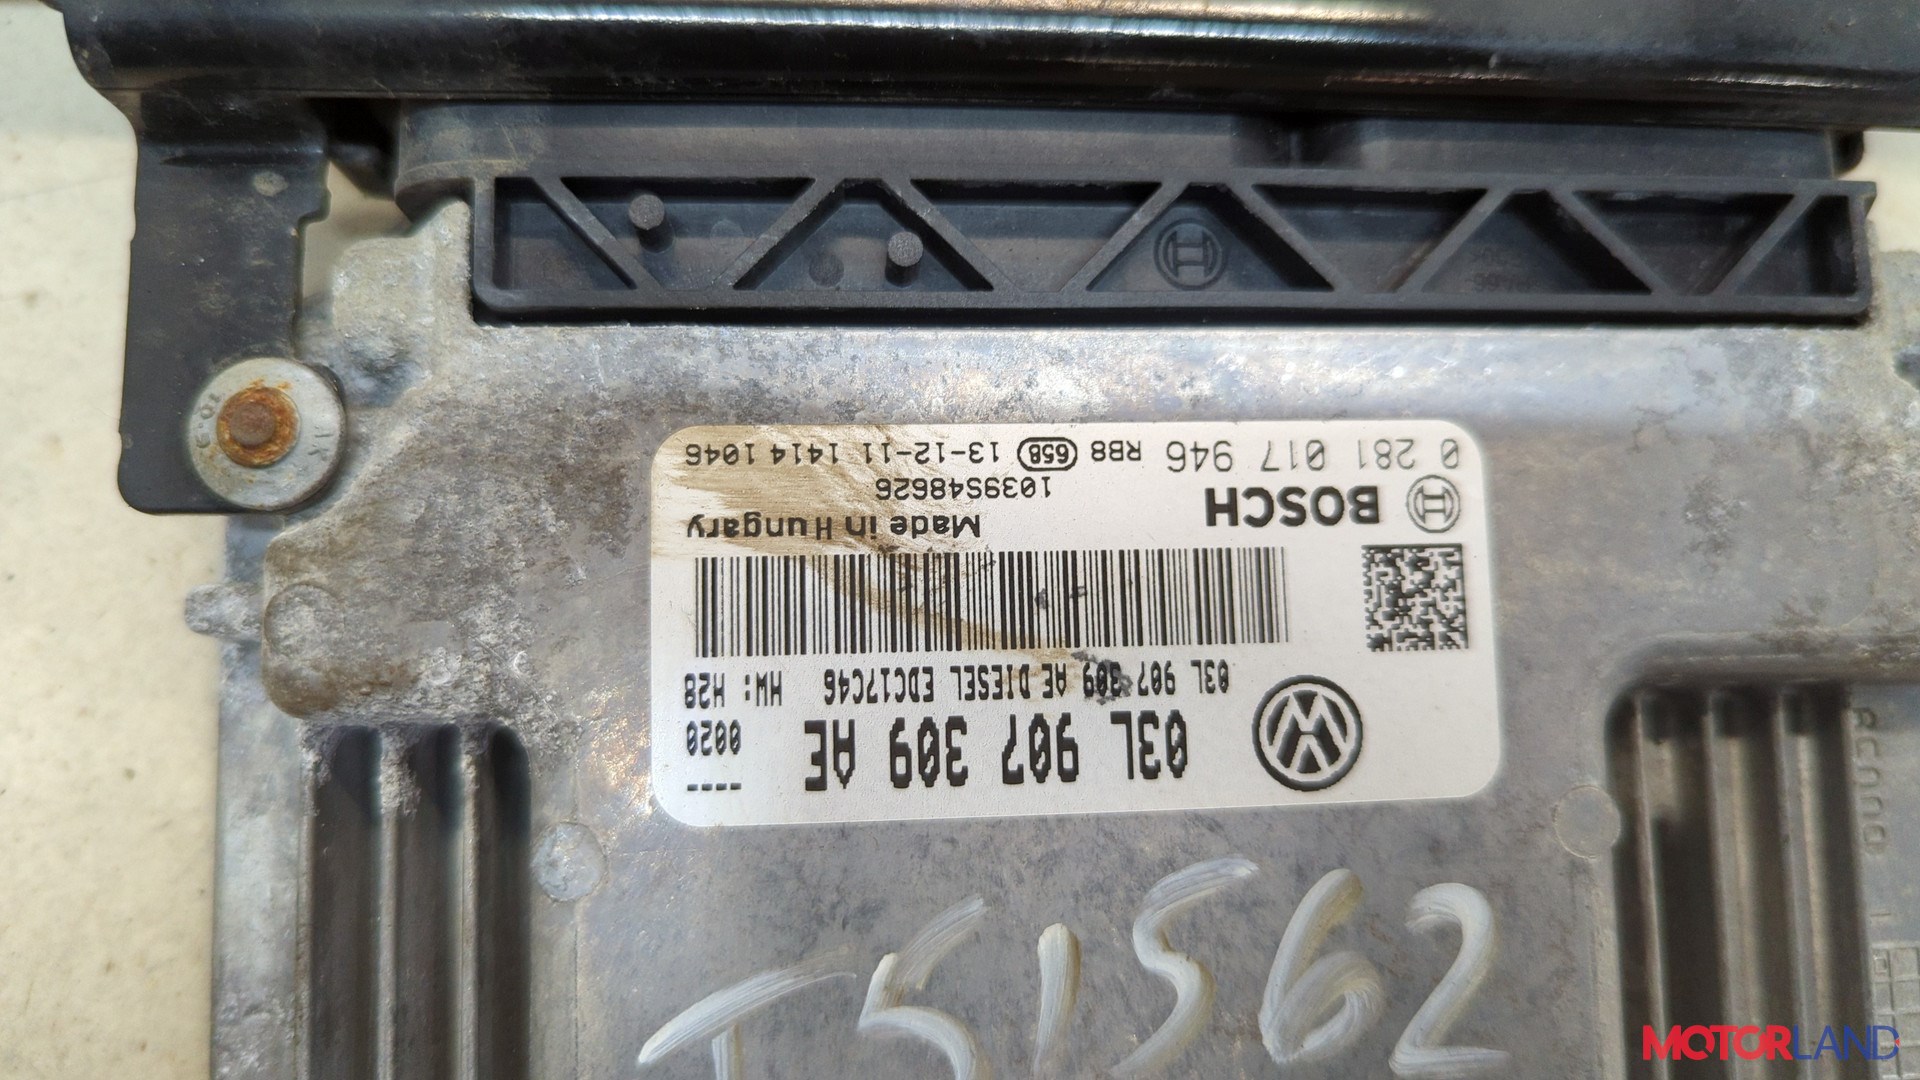 03L 907 309 AE
----
0020
03L 907 309 AE DIESEL EDC17C46 HW: H28
BOSCH
Made in Hungary
1039S48626
0 281 017 946 RB8 658 13-12-11 1414 1046
T51562
MOTORLAND